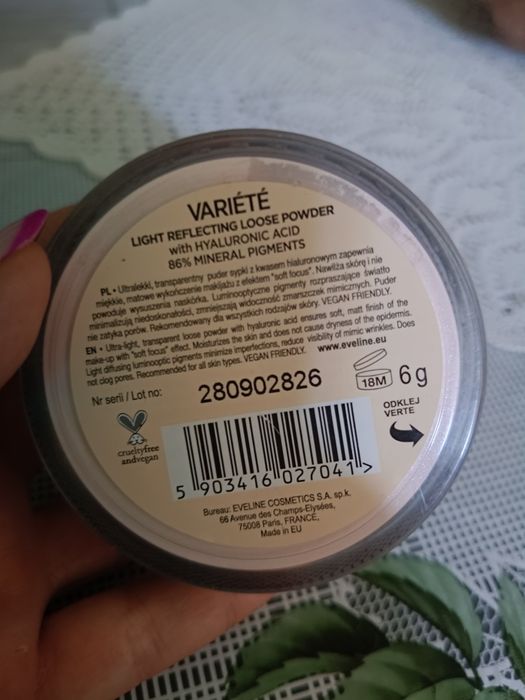 VARIÉTÉ
LIGHT REFLECTING LOOSE POWDER
with HYALURONIC ACID
86% MINERAL PIGMENTS
PL • Ultralekki, transparentny puder sypki z kwasem hialuronowym zapewnia
miękkie, matowe wykończenie makijażu z efektem "soft focus". Nawilża skórę i nie
powoduje wysuszenia naskórka. Luminooptyczne pigmenty rozpraszające światło
minimalizują niedoskonałości, zmniejszają widoczność zmarszczek mimicznych. Puder
nie zatyka porów. Rekomendowany dla wszystkich rodzajów skóry. VEGAN FRIENDLY.
EN • Ultra-light, transparent loose powder with hyaluronic acid ensures soft, matt finish of the
make-up with "soft focus" effect. Moisturizes the skin and does not cause dryness of the epidermis.
Light diffusing luminooptic pigments minimize imperfections, reduce visibility of mimic wrinkles. Does
not clog pores. Recommended for all skin types. VEGAN FRIENDLY. www.eveline.eu
Nr serii / Lot no: 280902826
18M 6 g
crueltyfree
andvegan
ODKLEJ
VERTE
5 903416 027041 >
Bureau: EVELINE COSMETICS S.A. sp.k.
66 Avenue des Champs-Elysées,
75008 Paris, FRANCE,
Made in EU